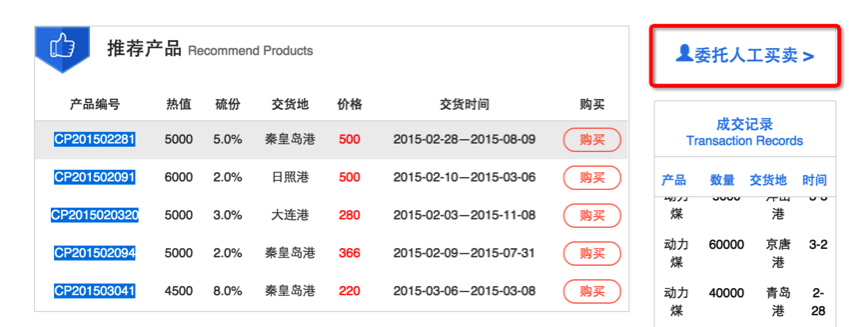 推荐产品 Recommend Products
产品编号 热值 硫份 交货地 价格 交货时间 购买
CP201502281 5000 5.0% 秦皇岛港 500 2015-02-28—2015-08-09 购买
CP201502091 6000 2.0% 日照港 500 2015-02-10—2015-03-06 购买
CP2015020320 5000 3.0% 大连港 280 2015-02-03—2015-11-08 购买
CP201502094 5000 2.0% 秦皇岛港 366 2015-02-09—2015-07-31 购买
CP201503041 4500 8.0% 秦皇岛港 220 2015-03-06—2015-03-08 购买
委托人工买卖 >
成交记录
Transaction Records
产品 数量 交货地 时间
煤 港
动力 60000 京唐 3-2
煤 港
动力 40000 青岛 2-
煤 港 28